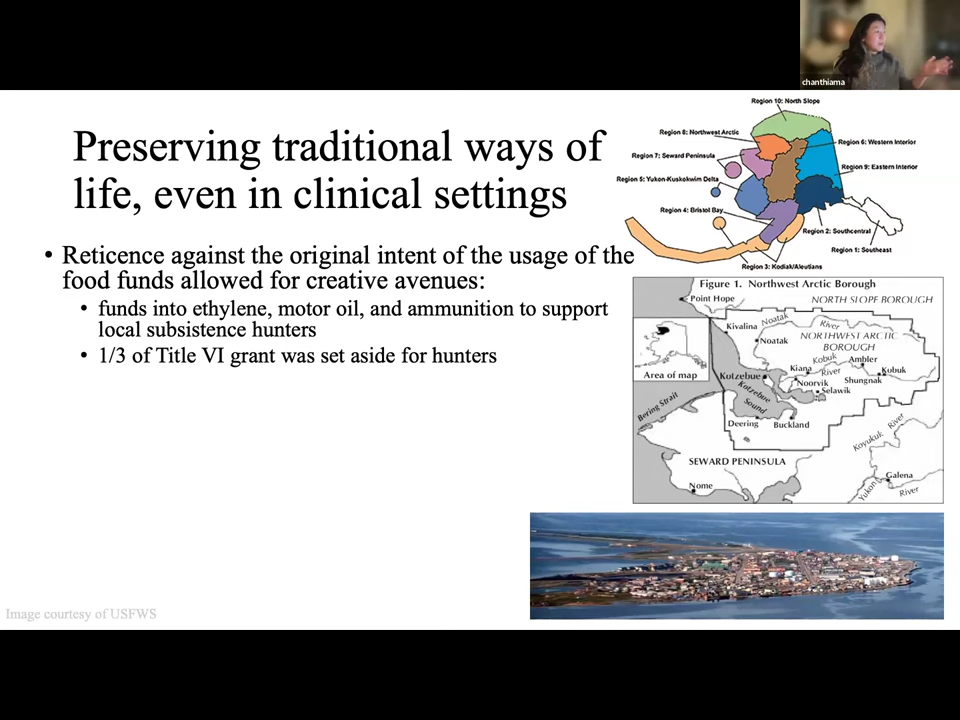 chanthiama
Preserving traditional ways of
life, even in clinical settings
• Reticence against the original intent of the usage of the
food funds allowed for creative avenues:
• funds into ethylene, motor oil, and ammunition to support
local subsistence hunters
• 1/3 of Title VI grant was set aside for hunters
Region 10: North Slope
Region 8: Northwest Arctic
Region 6: Western Interior
Region 7: Seward Peninsula
Region 9: Eastern Interior
Region 5: Yukon-Kuskokwim Delta
Region 4: Bristol Bay
Region 2: Southcentral
Region 1: Southeast
Region 3: Kodiak/Aleutians
Figure 1. Northwest Arctic Borough
Point Hope
NORTH SLOPE BOROUGH
Kivalina
Noatak
River
Noatak
NORTHWEST ARCTIC
BOROUGH
Kobuk
River
Ambler
Kiana
Kobuk
Area of map
Kotzebue
Noorvik
Shungnak
Selawik
Kotzebue
Sound
Bering Strait
Deering
Buckland
Koyukuk River
SEWARD PENINSULA
Galena
Nome
Yukon
River
Image courtesy of USFWS